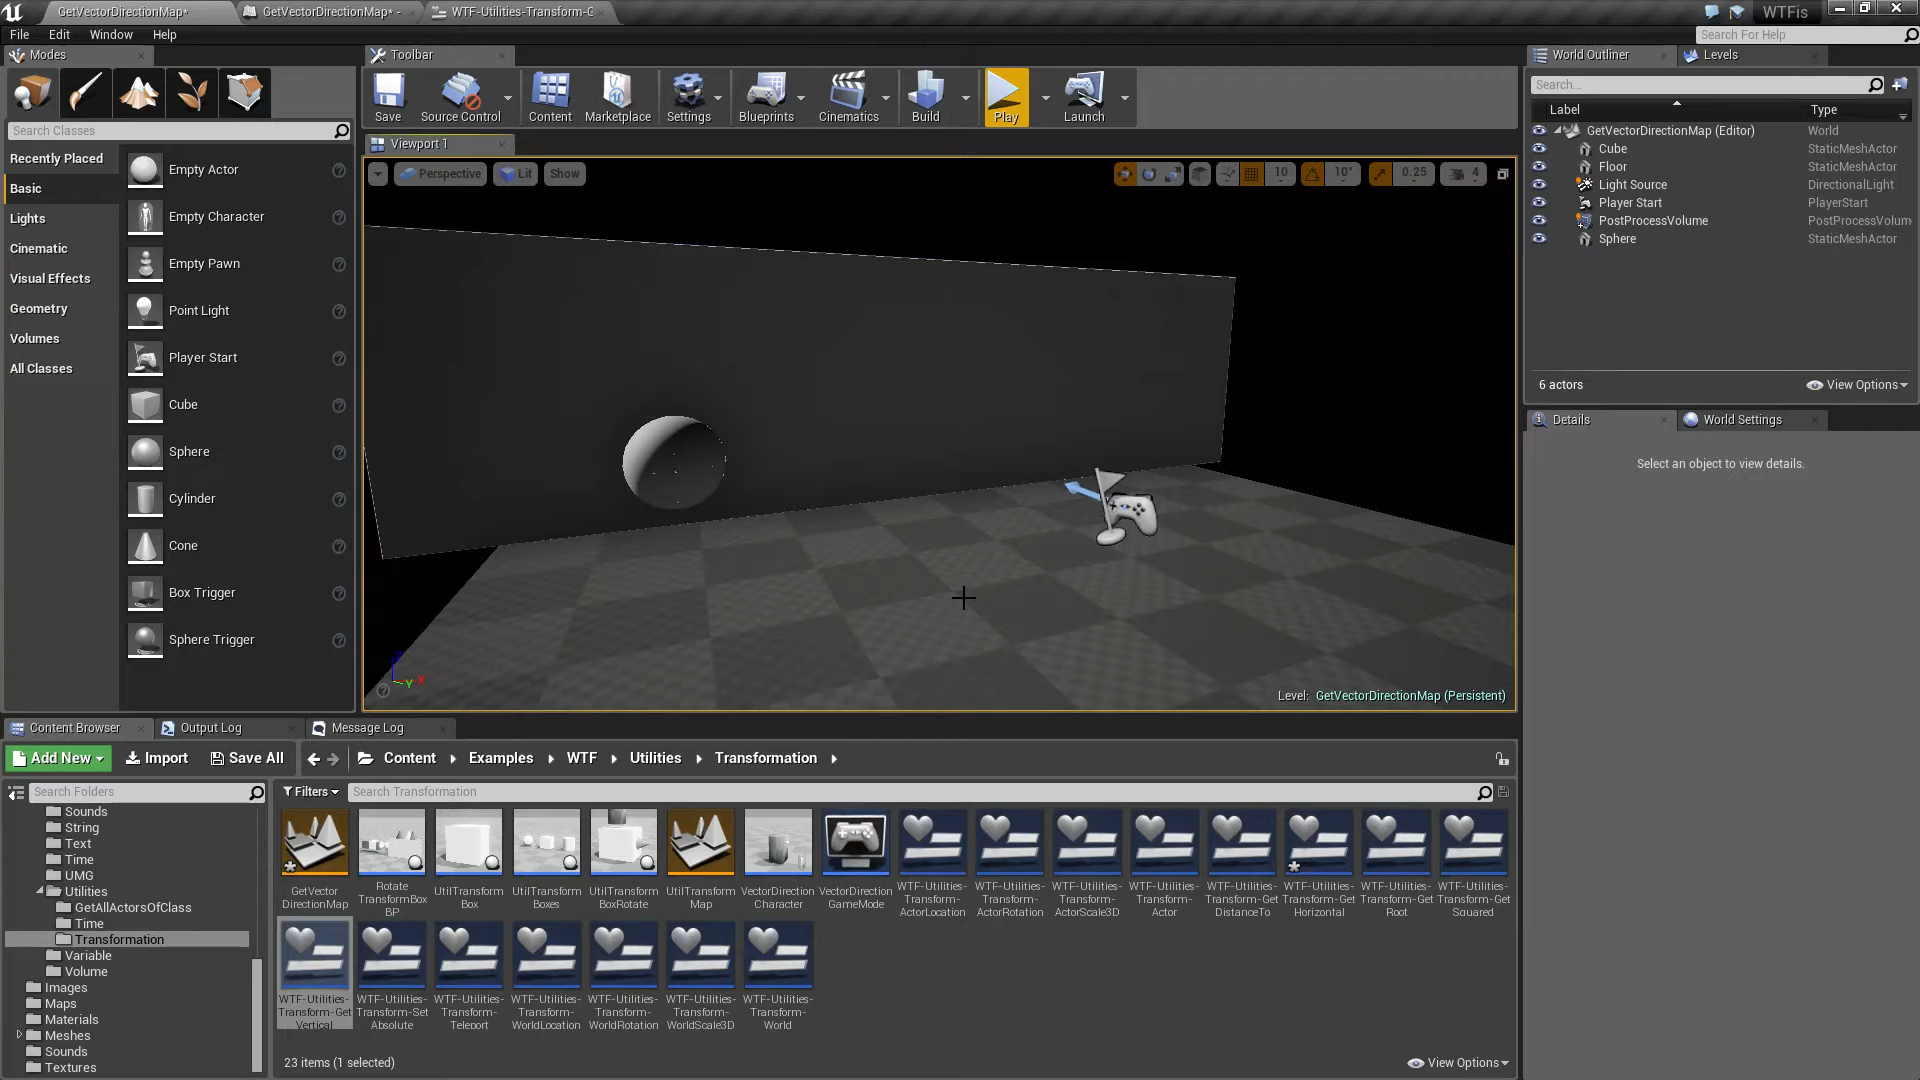 GetVectorDirectionMap*
GetVectorDirectionMap* -
WTF-Utilities-Transform-G
WTFis
File
Edit
Window
Help
Search For Help
Modes
Toolbar
World Outliner
Levels
Save
Source Control
Content
Marketplace
Settings
Blueprints
Cinematics
Build
Play
Launch
Search...
Label
Type
Search Classes
Viewport 1
GetVectorDirectionMap (Editor)
World
Cube
StaticMeshActor
Floor
StaticMeshActor
Light Source
DirectionalLight
Player Start
PlayerStart
PostProcessVolume
PostProcessVolum
Sphere
StaticMeshActor
Recently Placed
Basic
Lights
Cinematic
Visual Effects
Geometry
Volumes
All Classes
Empty Actor
Empty Character
Empty Pawn
Point Light
Player Start
Cube
Sphere
Cylinder
Cone
Box Trigger
Sphere Trigger
Perspective
Lit
Show
10
10°
0.25
4
6 actors
View Options
Details
World Settings
Select an object to view details.
Z
Y
X
Level: GetVectorDirectionMap (Persistent)
Content Browser
Output Log
Message Log
Add New
Import
Save All
Content
Examples
WTF
Utilities
Transformation
Search Folders
Filters
Search Transformation
Sounds
String
Text
Time
UMG
Utilities
GetAllActorsOfClass
Time
Transformation
Variable
Volume
Images
Maps
Materials
Meshes
Sounds
Textures
GetVector
DirectionMap
Rotate
TransformBox
BP
UtilTransform
Box
UtilTransform
Boxes
UtilTransform
BoxRotate
UtilTransform
Map
VectorDirection
Character
VectorDirection
GameMode
WTF-Utilities-
Transform-
ActorLocation
WTF-Utilities-
Transform-
ActorRotation
WTF-Utilities-
Transform-
ActorScale3D
WTF-Utilities-
Transform-
Actor
WTF-Utilities-
Transform-Get
DistanceTo
WTF-Utilities-
Transform-Get
Horizontal
WTF-Utilities-
Transform-Get
Root
WTF-Utilities-
Transform-Get
Squared
WTF-Utilities-
Transform-Get
Vertical
WTF-Utilities-
Transform-Set
Absolute
WTF-Utilities-
Transform-
Teleport
WTF-Utilities-
Transform-
WorldLocation
WTF-Utilities-
Transform-
WorldRotation
WTF-Utilities-
Transform-
WorldScale3D
WTF-Utilities-
Transform-
World
23 items (1 selected)
View Options